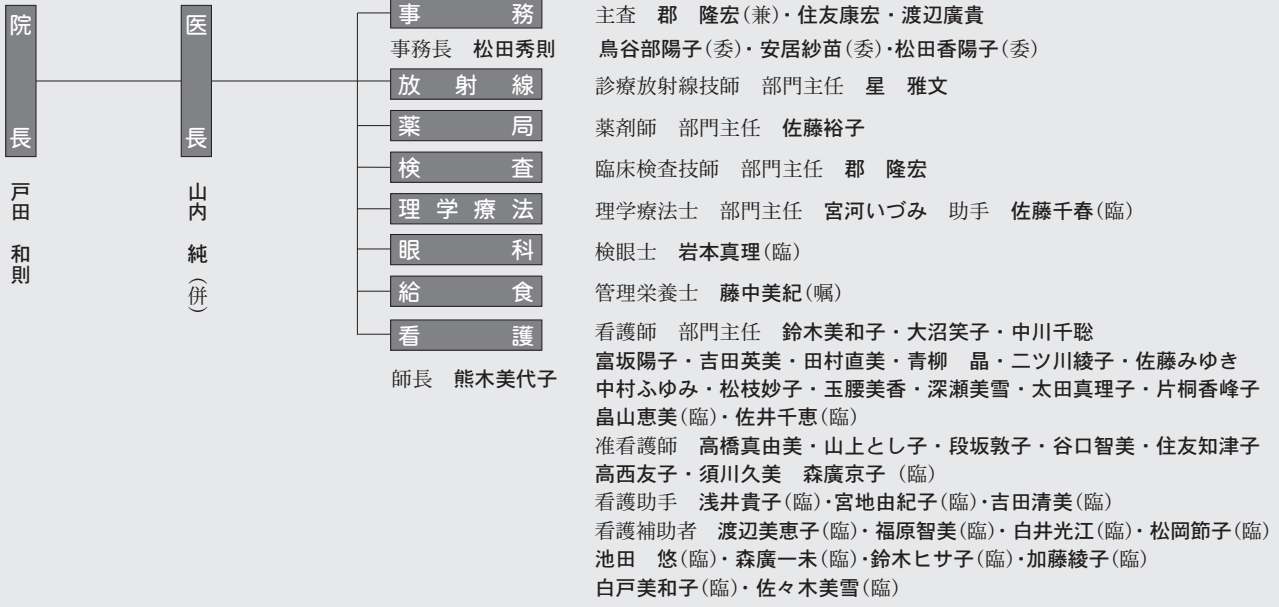 院長
戸田 和則
医長
山内 純（併）
事務 主査 郡 隆宏(兼)・住友康宏・渡辺廣貴
事務長 松田秀則 鳥谷部陽子(委)・安居紗苗(委)・松田香陽子(委)
放射線 診療放射線技師 部門主任 星 雅文
薬局 薬剤師 部門主任 佐藤裕子
検査 臨床検査技師 部門主任 郡 隆宏
理学療法 理学療法士 部門主任 宮河いづみ 助手 佐藤千春(臨)
眼科 検眼士 岩本真理(臨)
給食 管理栄養士 藤中美紀(嘱)
看護 看護師 部門主任 鈴木美和子・大沼笑子・中川千聡
富坂陽子・吉田英美・田村直美・青柳 晶・二ツ川綾子・佐藤みゆき
師長 熊木美代子 中村ふゆみ・松枝妙子・玉腰美香・深瀬美雪・太田真理子・片桐香峰子
畠山恵美(臨)・佐井千恵(臨)
准看護師 高橋真由美・山上とし子・段坂敦子・谷口智美・住友知津子
高西友子・須川久美 森廣京子 (臨)
看護助手 浅井貴子(臨)・宮地由紀子(臨)・吉田清美(臨)
看護補助者 渡辺美恵子(臨)・福原智美(臨)・白井光江(臨)・松岡節子(臨)
池田 悠(臨)・森廣一未(臨)・鈴木ヒサ子(臨)・加藤綾子(臨)
白戸美和子(臨)・佐々木美雪(臨)